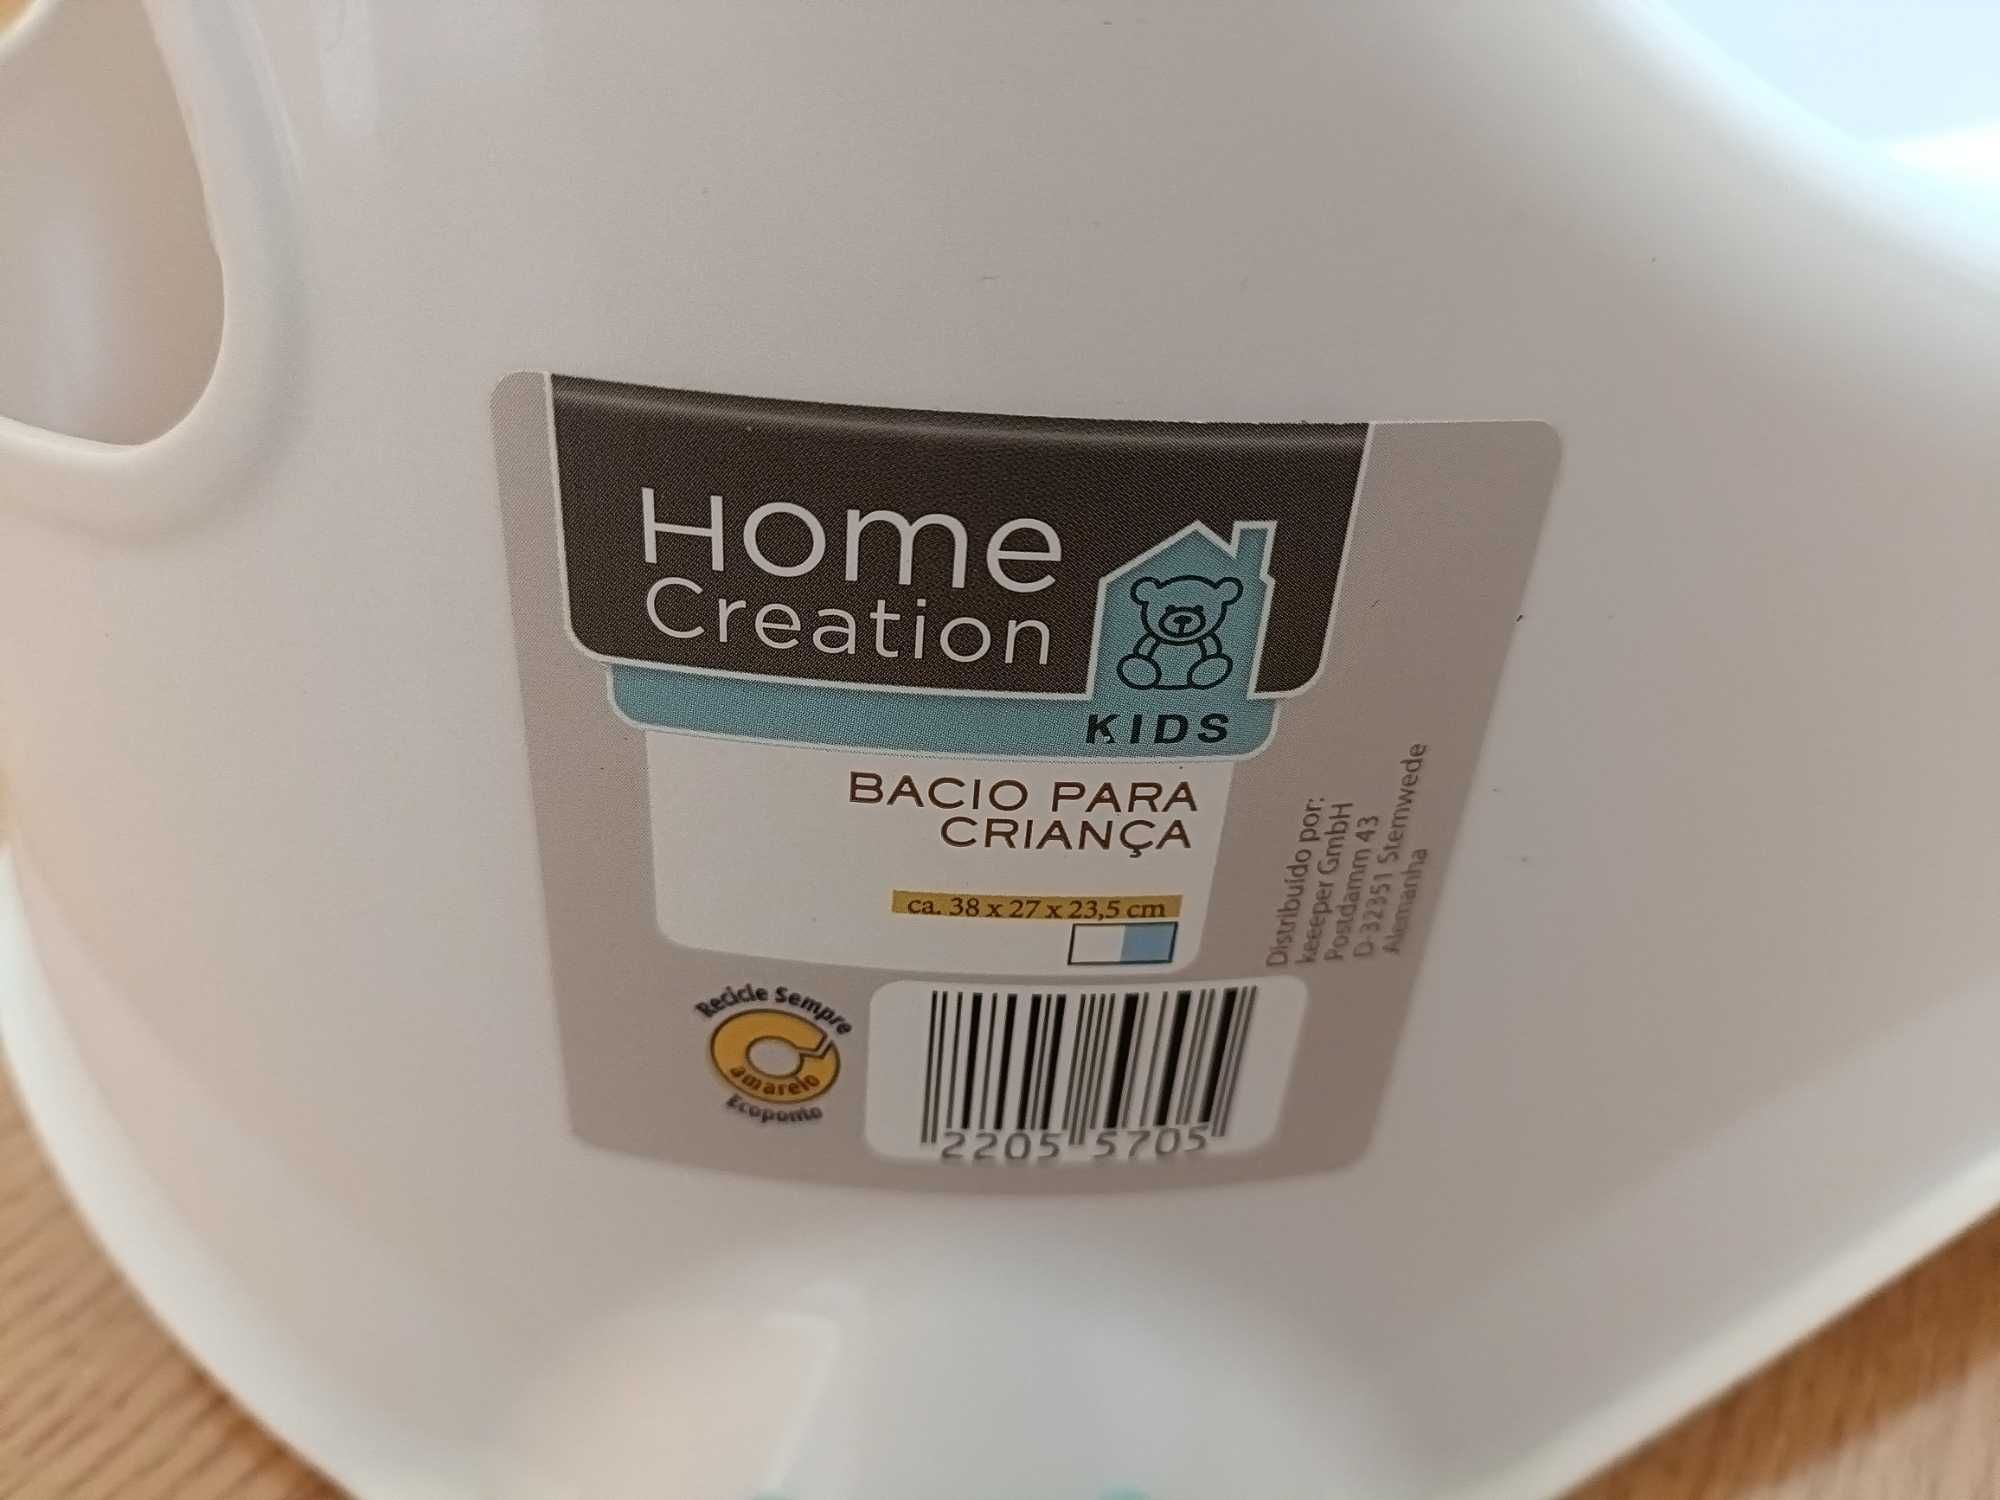 Home
Creation
KIDS
BACIO PARA
CRIANÇA
ca. 38 x 27 x 23,5 cm
Distribuído por:
keeeper GmbH
Postdamm 43
D-32351 Stemwede
Alemanha
Recicle Sempre
amarelo
Ecoponto
2205 5705